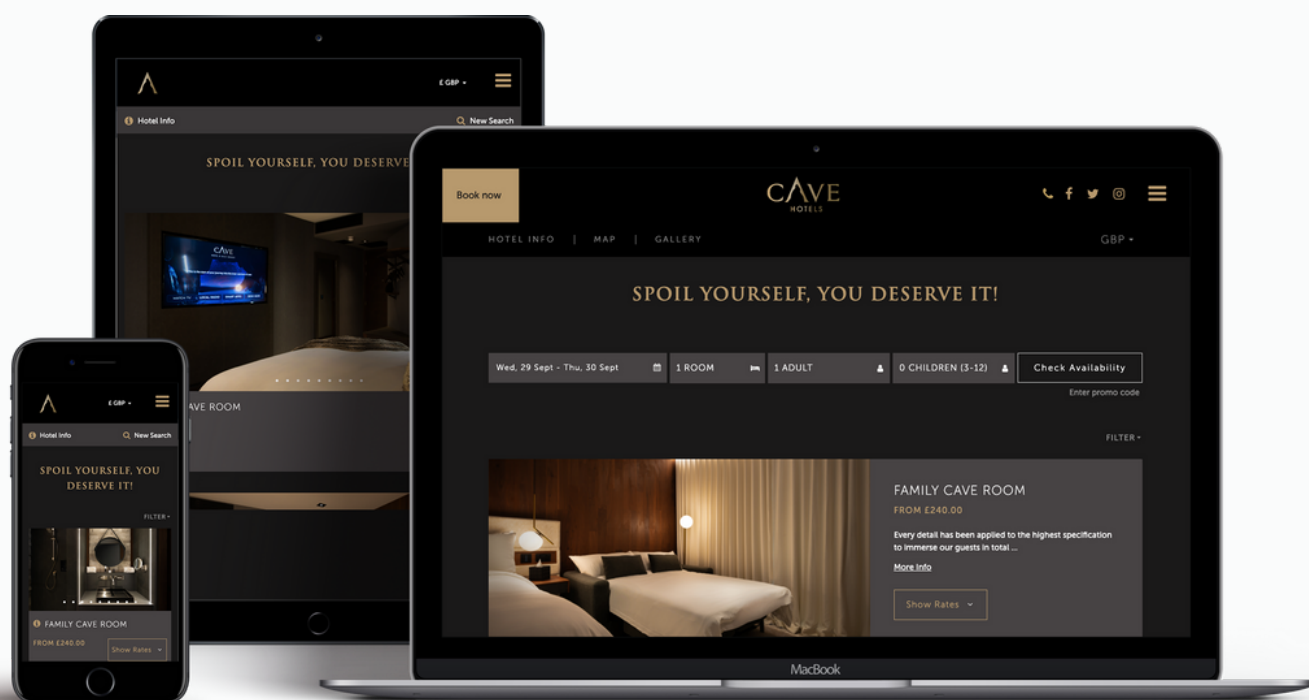 £ GBP
Hotel Info
New Search
SPOIL YOURSELF, YOU DESERVE
CAVE
AVE ROOM
£ GBP
Hotel Info
New Search
SPOIL YOURSELF, YOU
DESERVE IT!
FILTER
FAMILY CAVE ROOM
FROM £240.00
Show Rates
Book now
CAVE
HOTELS
HOTEL INFO | MAP | GALLERY
GBP
SPOIL YOURSELF, YOU DESERVE IT!
Wed, 29 Sept - Thu, 30 Sept
1 ROOM
1 ADULT
0 CHILDREN (3-12)
Check Availability
Enter promo code
FILTER
FAMILY CAVE ROOM
FROM £240.00
Every detail has been applied to the highest specification
to immerse our guests in total ...
More Info
Show Rates
MacBook